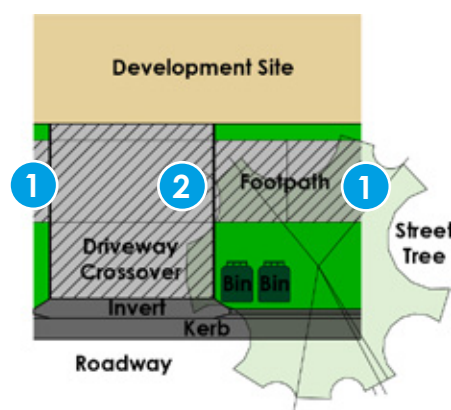 Development Site
1
2
Footpath
1
Street
Tree
Driveway
Crossover
Bin
Bin
Invert
Kerb
Roadway